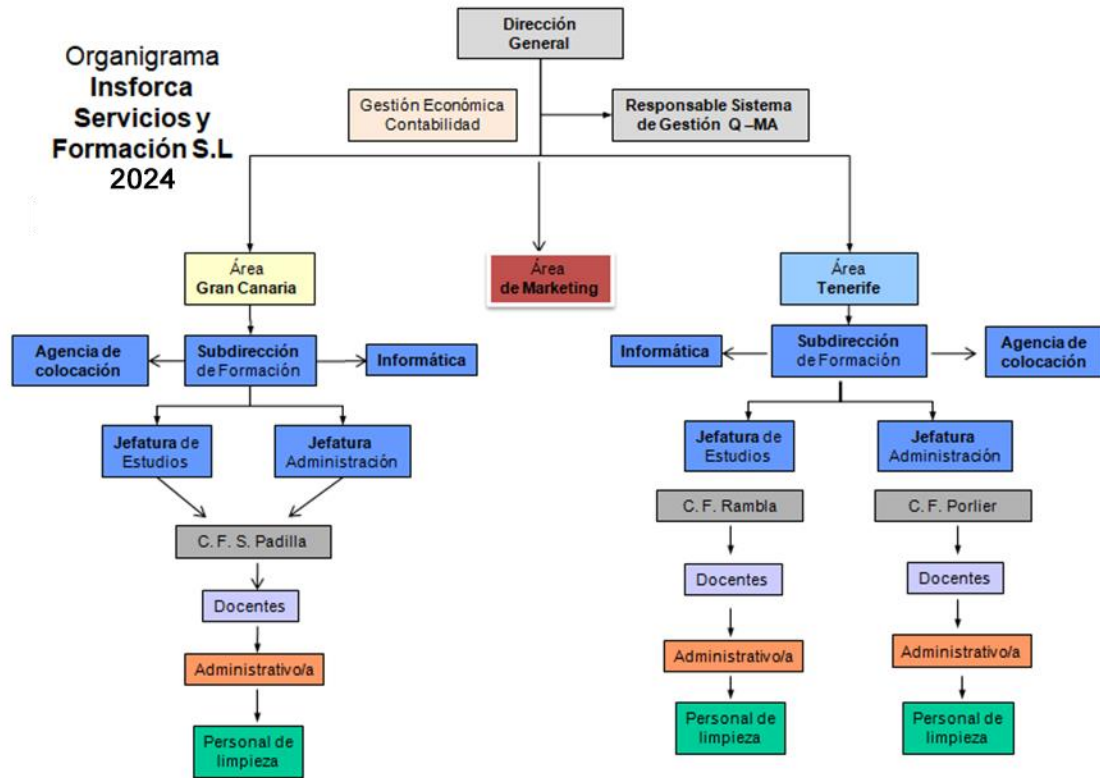 Organigrama
Insforca
Servicios y
Formación S.L
2024
Dirección
General
Gestión Económica
Contabilidad
Responsable Sistema
de Gestión Q –MA
Área
Gran Canaria
Área
de Marketing
Área
Tenerife
Agencia de
colocación
Subdirección
de Formación
Informática
Informática
Subdirección
de Formación
Agencia de
colocación
Jefatura de
Estudios
Jefatura
Administración
Jefatura de
Estudios
Jefatura
Administración
C. F. S. Padilla
C. F. Rambla
C. F. Porlier
Docentes
Docentes
Docentes
Administrativo/a
Administrativo/a
Administrativo/a
Personal de
limpieza
Personal de
limpieza
Personal de
limpieza